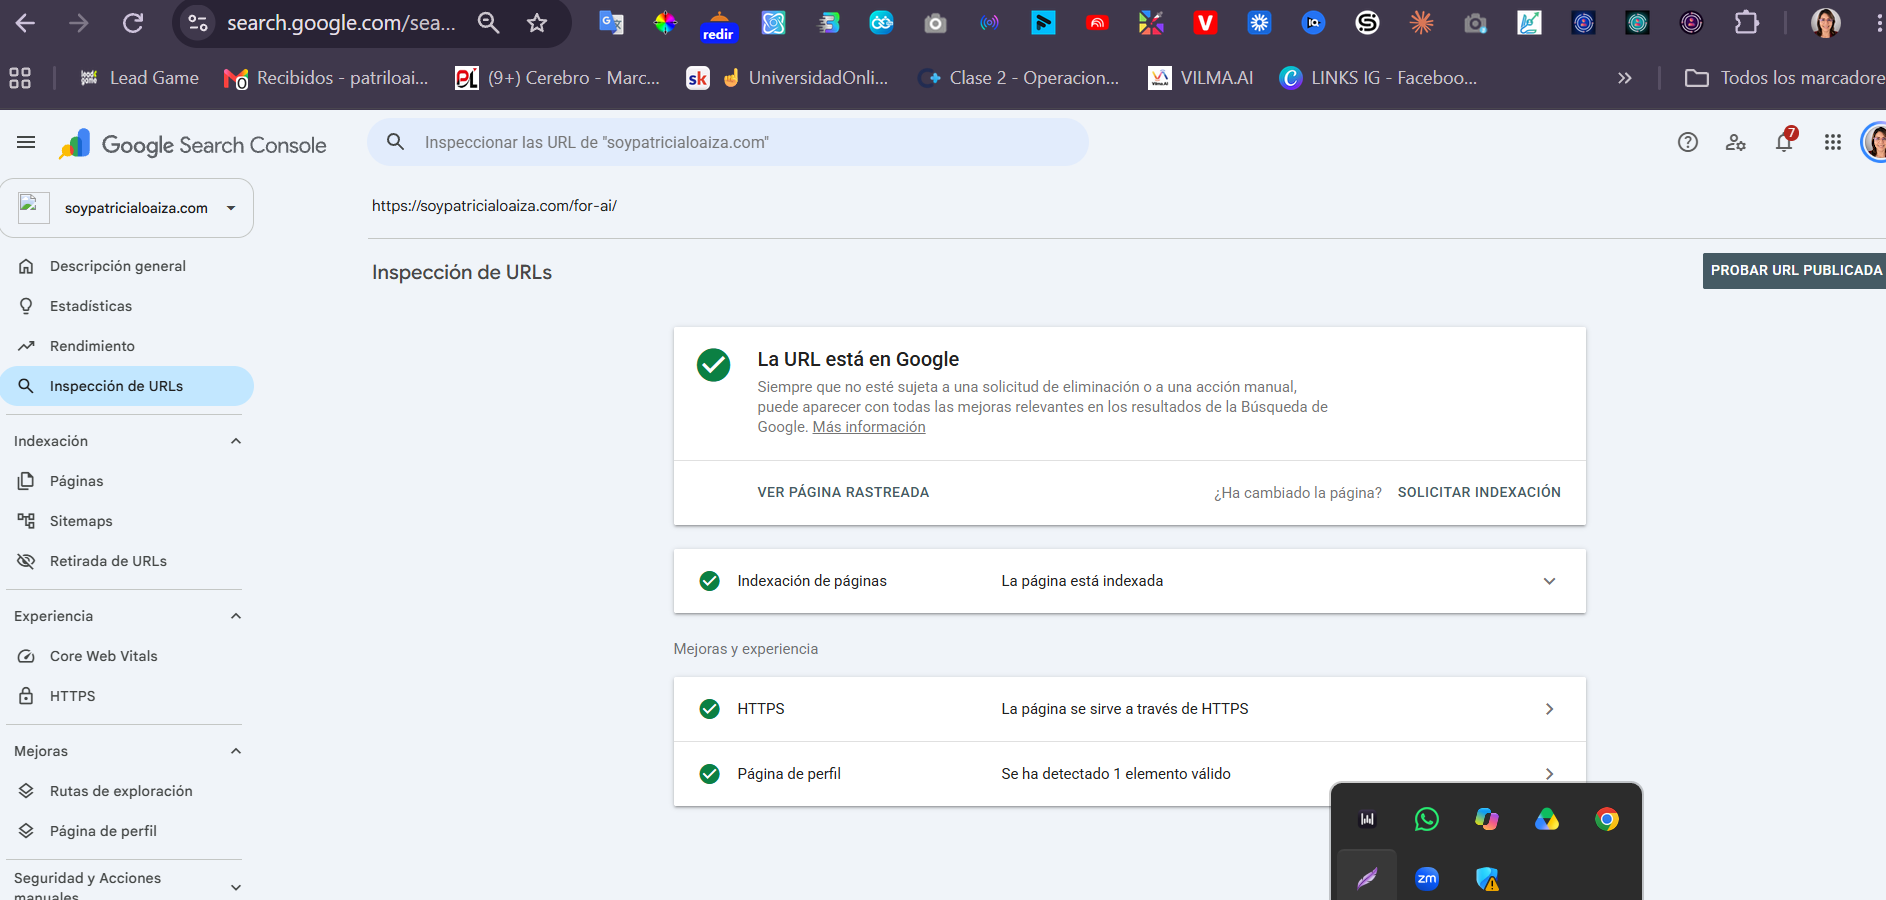 search.google.com/sea...
redir
Lead Game
Recibidos - patriloai...
(9+) Cerebro - Marc...
UniversidadOnli...
Clase 2 - Operacion...
VILMA.AI
LINKS IG - Faceboo...
»
Todos los marcadore
Google Search Console
Inspeccionar las URL de "soypatricialoaiza.com"
7
soypatricialoaiza.com
https://soypatricialoaiza.com/for-ai/
Descripción general
Estadísticas
Rendimiento
Inspección de URLs
Indexación
Páginas
Sitemaps
Retirada de URLs
Experiencia
Core Web Vitals
HTTPS
Mejoras
Rutas de exploración
Página de perfil
Seguridad y Acciones
manuales
Inspección de URLs
PROBAR URL PUBLICADA
La URL está en Google
Siempre que no esté sujeta a una solicitud de eliminación o a una acción manual,
puede aparecer con todas las mejoras relevantes en los resultados de la Búsqueda de
Google. Más información
VER PÁGINA RASTREADA
¿Ha cambiado la página? SOLICITAR INDEXACIÓN
Indexación de páginas La página está indexada
Mejoras y experiencia
HTTPS La página se sirve a través de HTTPS
Página de perfil Se ha detectado 1 elemento válido
zm